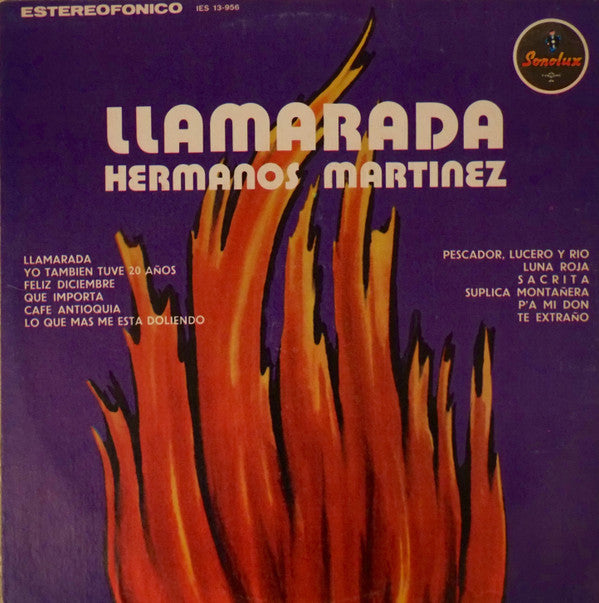 ESTEREOFONICO IES 13-956
Sonolux
LLAMARADA
HERMANOS MARTINEZ
LLAMARADA
YO TAMBIEN TUVE 20 AÑOS
FELIZ DICIEMBRE
QUE IMPORTA
CAFE ANTIOQUIA
LO QUE MAS ME ESTA DOLIENDO
PESCADOR, LUCERO Y RIO
LUNA ROJA
SACRITA
SUPLICA MONTAÑERA
P'A MI DON
TE EXTRAÑO